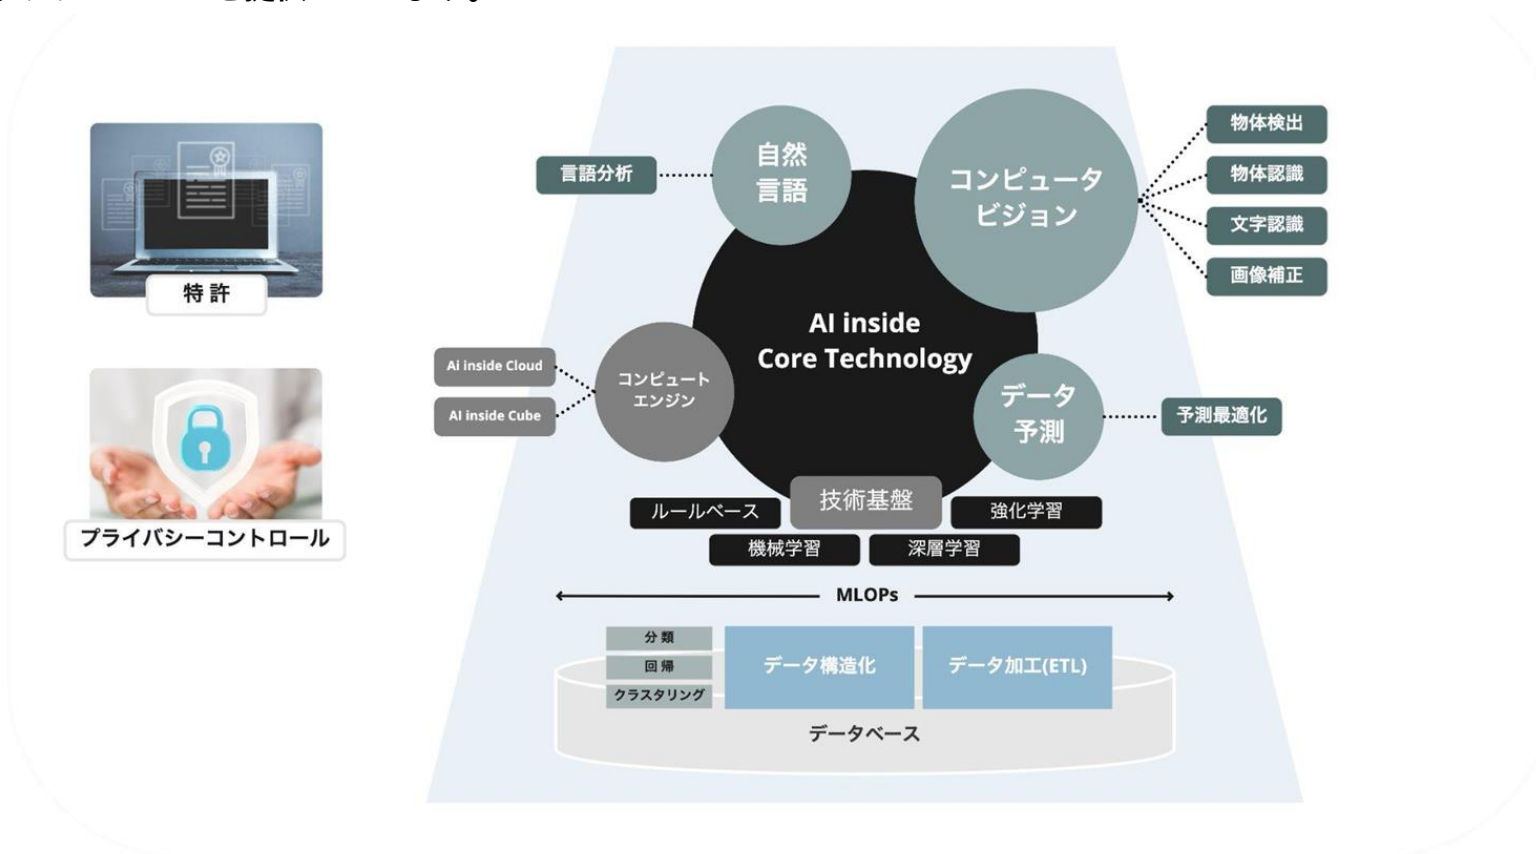 を提供
特許
プライバシーコントロール
自然
言語
言語分析
コンピュータ
ビジョン
物体検出
物体認識
文字認識
画像補正
AI inside
Core Technology
コンピュート
エンジン
Ai inside Cloud
AI inside Cube
データ
予測
予測最適化
技術基盤
ルールベース
強化学習
機械学習
深層学習
MLOPs
分類
回帰
クラスタリング
データ構造化
データ加工(ETL)
データベース